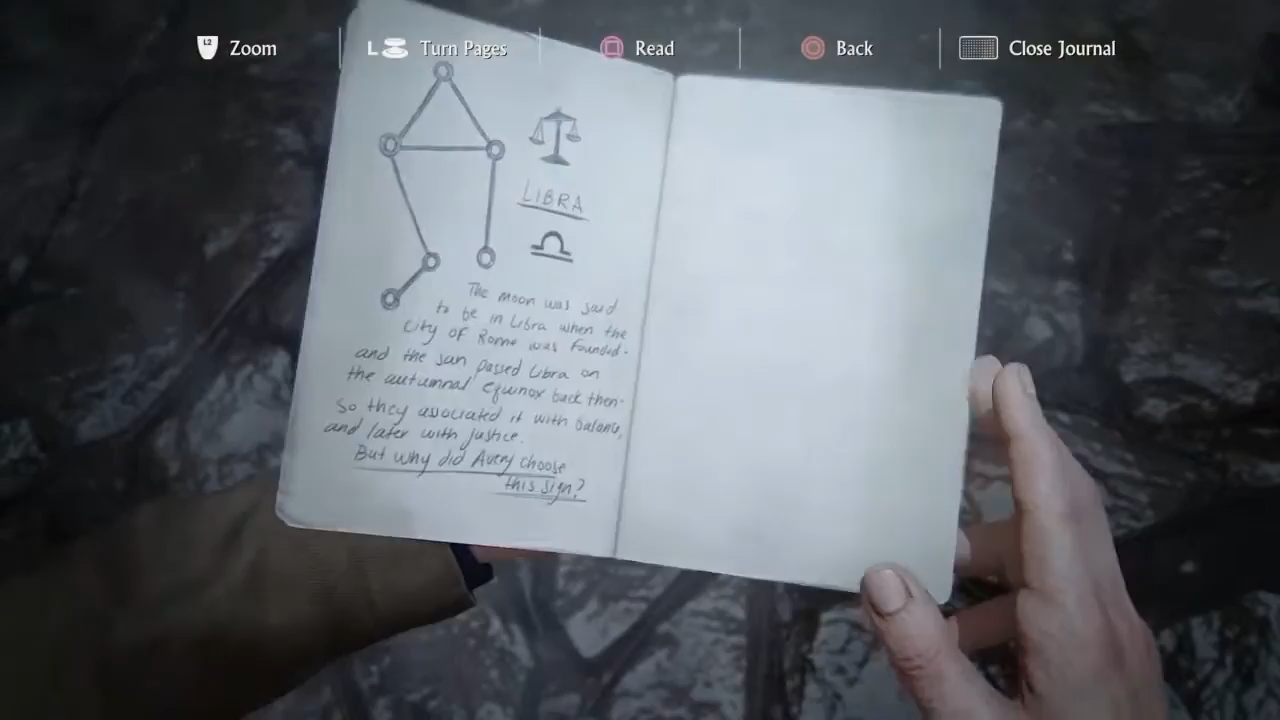 L2 Zoom
L Turn Pages
Read
Back
Close Journal
LIBRA
The moon was said
to be in Libra when the
City of Rome was founded-
and the sun passed Libra on
the autumnal equinox back then-
So they associated it with balance,
and later with justice.
But why did Avery choose
this sign?